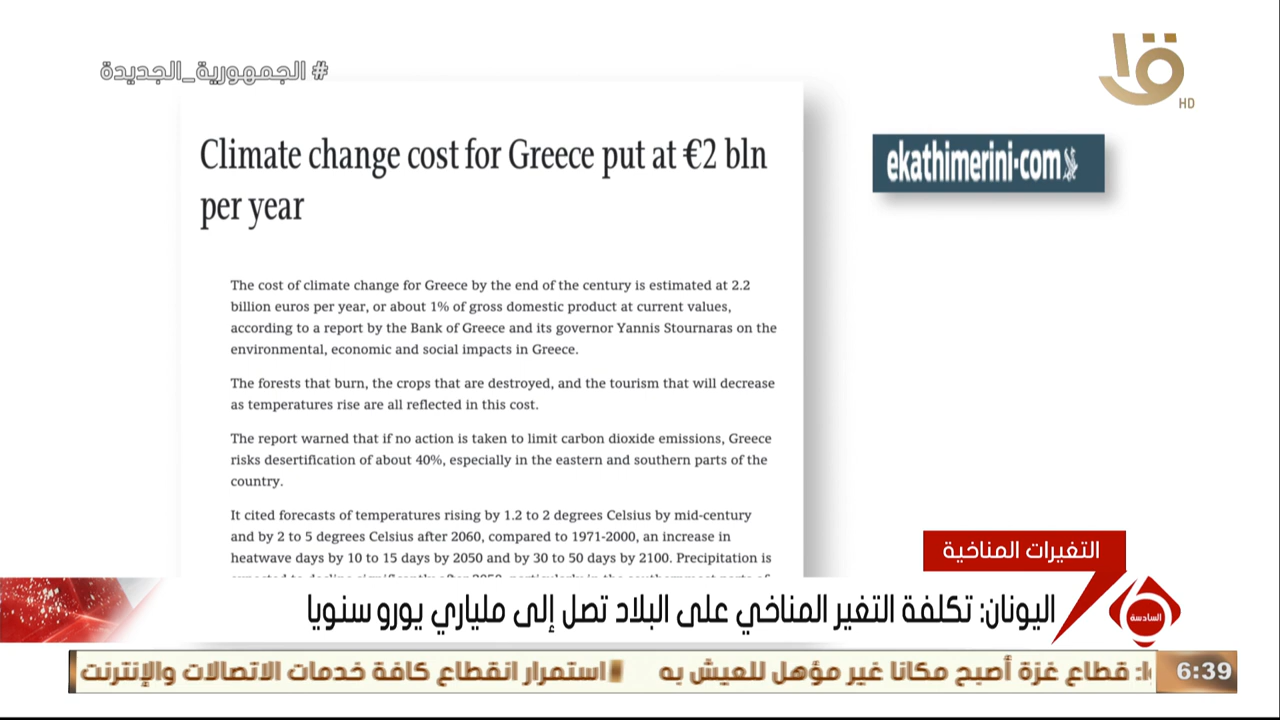 # الجمهورية_الجديدة
HD
Climate change cost for Greece put at €2 bln
per year
ekathimerini-com
The cost of climate change for Greece by the end of the century is estimated at 2.2
billion euros per year, or about 1% of gross domestic product at current values,
according to a report by the Bank of Greece and its governor Yannis Stournaras on the
environmental, economic and social impacts in Greece.
The forests that burn, the crops that are destroyed, and the tourism that will decrease
as temperatures rise are all reflected in this cost.
The report warned that if no action is taken to limit carbon dioxide emissions, Greece
risks desertification of about 40%, especially in the eastern and southern parts of the
country.
It cited forecasts of temperatures rising by 1.2 to 2 degrees Celsius by mid-century
and by 2 to 5 degrees Celsius after 2060, compared to 1971-2000, an increase in
heatwave days by 10 to 15 days by 2050 and by 30 to 50 days by 2100. Precipitation is
التغيرات المناخية
السادسة
اليونان: تكلفة التغير المناخي على البلاد تصل إلى ملياري يورو سنويا
6:39
قطاع غزة أصبح مكانا غير مؤهل للعيش به
استمرار انقطاع كافة خدمات الاتصالات والإنترنت